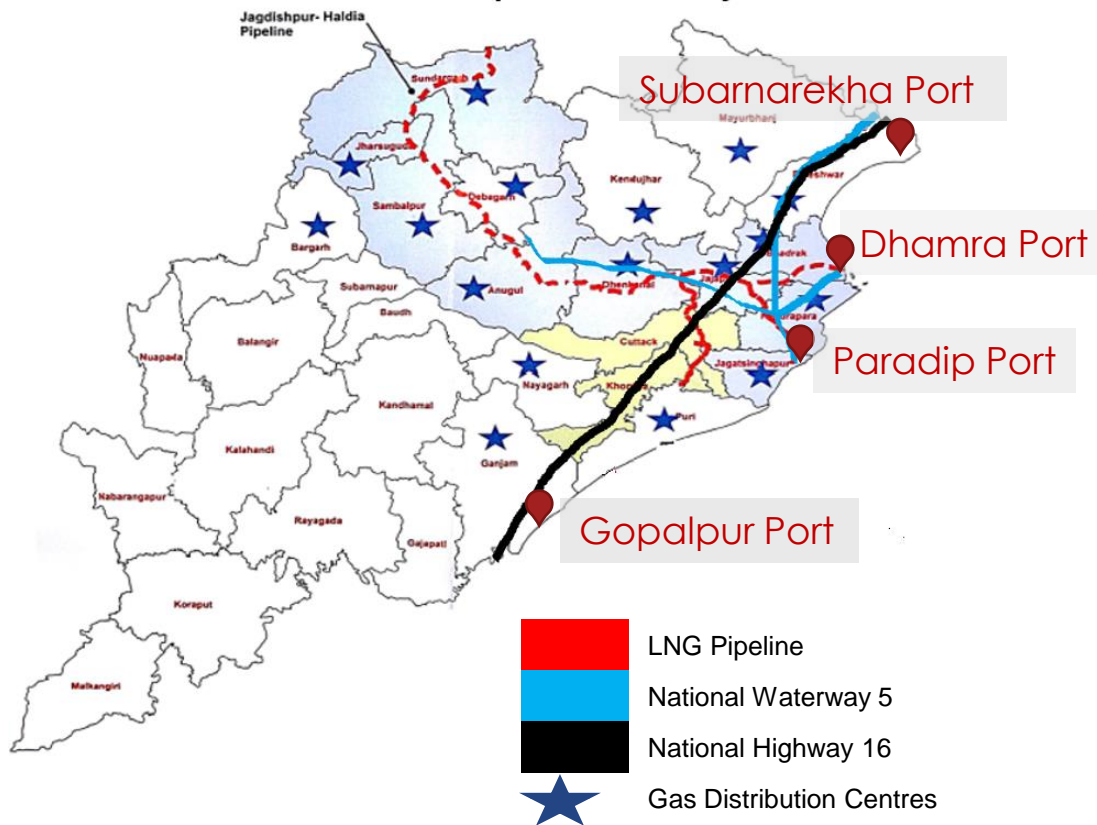 Jagdishpur- Haldia
Pipeline
Subarnarekha Port
Mayurbhanj
Jharsuguda
Kendujhar
Debagarh
Sambalpur
Bargarh
Dhamra Port
Subarnapur
Anugul
Dhenkanal
Baudh
Nuapada
Balangir
Cuttack
Paradip Port
Jagatsinghapur
Nayagarh
Kandhamal
Puri
Kalahandi
Ganjam
Nabarangapur
Rayagada
Gajapati
Gopalpur Port
Koraput
Malkangiri
LNG Pipeline
National Waterway 5
National Highway 16
Gas Distribution Centres